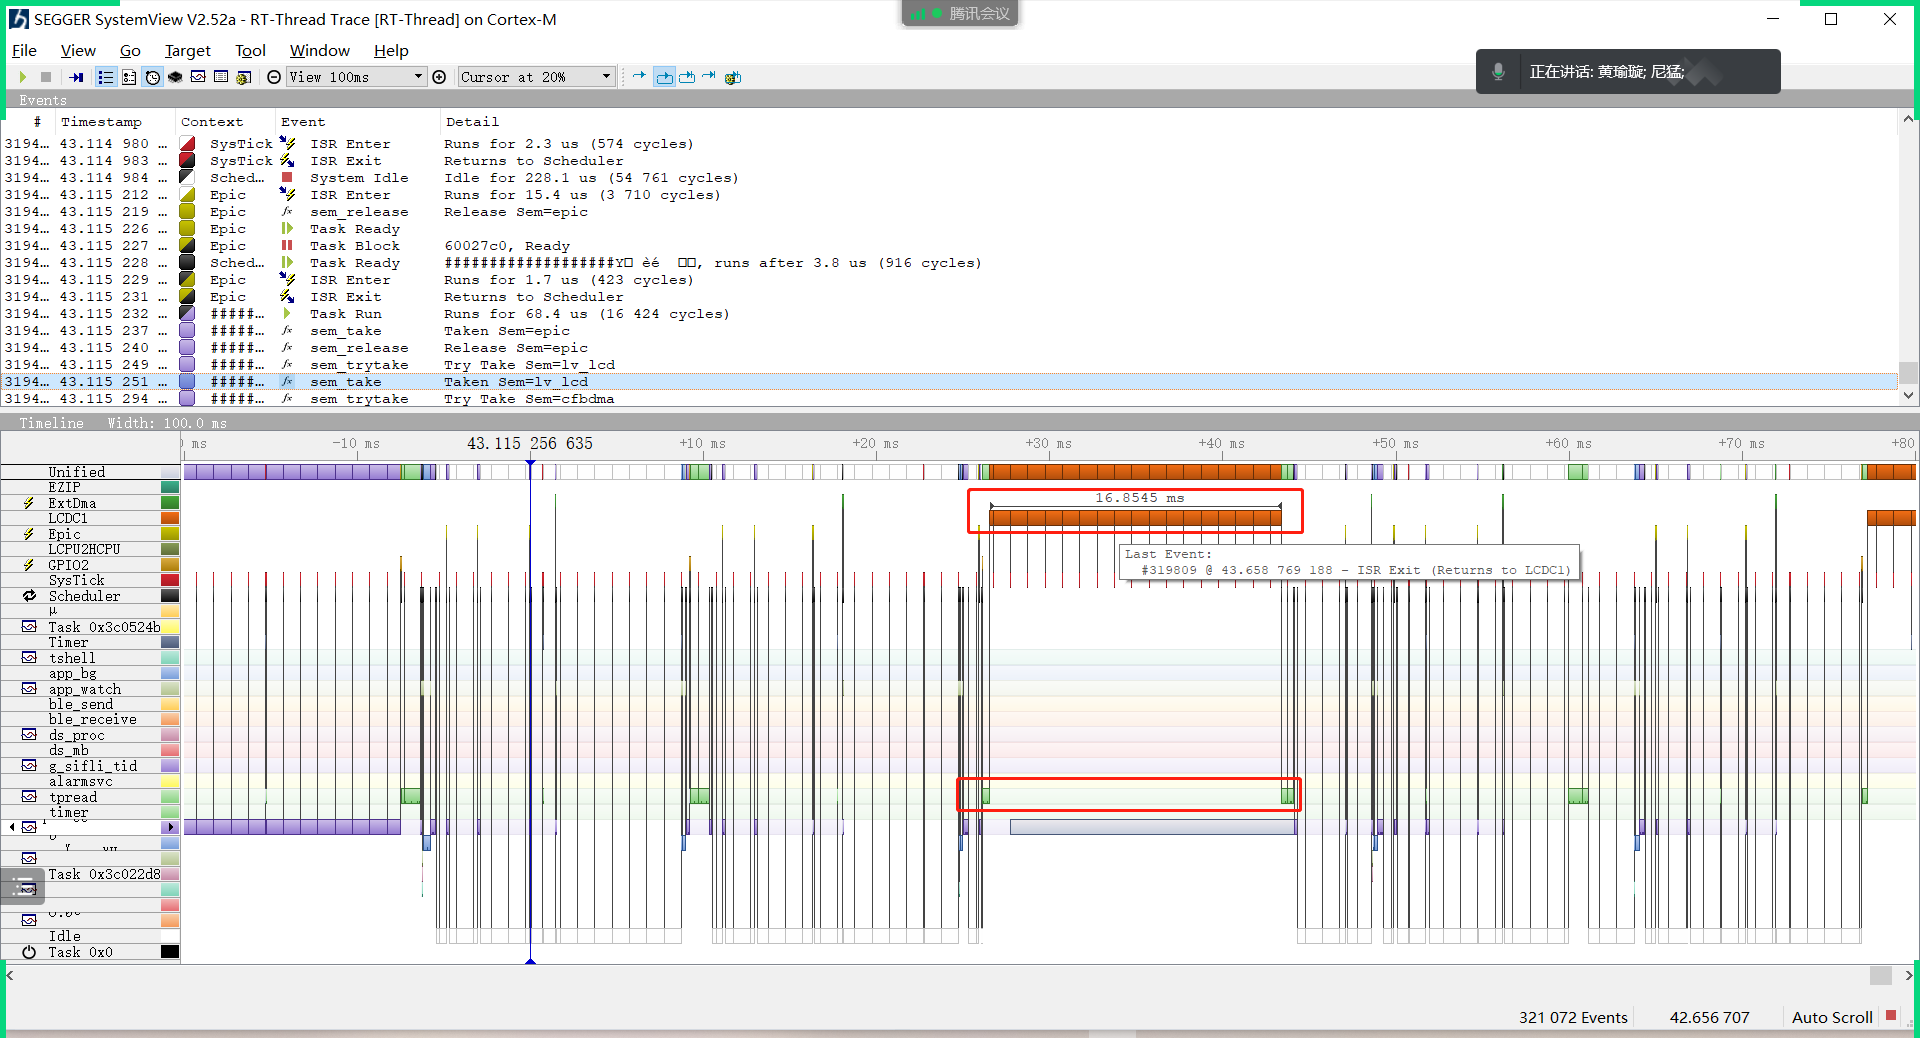 SEGGER SystemView V2.52a - RT-Thread Trace [RT-Thread] on Cortex-M
腾讯会议
File View Go Target Tool Window Help
View 100ms Cursor at 20%
正在讲话: 黄瑜璇; 尼猛;
Events
# Timestamp Context Event Detail
3194… 43.114 980 … SysTick ISR Enter Runs for 2.3 us (574 cycles)
3194… 43.114 983 … SysTick ISR Exit Returns to Scheduler
3194… 43.114 984 … Sched… System Idle Idle for 228.1 us (54 761 cycles)
3194… 43.115 212 … Epic ISR Enter Runs for 15.4 us (3 710 cycles)
3194… 43.115 219 … Epic sem_release Release Sem=epic
3194… 43.115 226 … Epic Task Ready
3194… 43.115 227 … Epic Task Block 60027c0, Ready
3194… 43.115 228 … Sched… Task Ready ###################Y□ èé □□, runs after 3.8 us (916 cycles)
3194… 43.115 229 … Epic ISR Enter Runs for 1.7 us (423 cycles)
3194… 43.115 231 … Epic ISR Exit Returns to Scheduler
3194… 43.115 232 … #####… Task Run Runs for 68.4 us (16 424 cycles)
3194… 43.115 237 … #####… sem_take Taken Sem=epic
3194… 43.115 240 … #####… sem_release Release Sem=epic
3194… 43.115 249 … #####… sem_trytake Try Take Sem=lv_lcd
3194… 43.115 251 … #####… sem_take Taken Sem=lv_lcd
3194… 43.115 294 … #####… sem_trytake Try Take Sem=cfbdma
Timeline Width: 100.0 ms
ms -10 ms 43.115 256 635 +10 ms +20 ms +30 ms +40 ms +50 ms +60 ms +70 ms +80
Unified
EZIP
ExtDma
16.8545 ms
LCDC1
Epic
LCPU2HCPU
Last Event:
#319809 @ 43.658 769 188 - ISR Exit (Returns to LCDC1)
GPIO2
SysTick
Scheduler
μ
Task 0x3c0524b
Timer
tshell
app_bg
app_watch
ble_send
ble_receive
ds_proc
ds_mb
g_sifli_tid
alarmsvc
tpread
timer
Task 0x3c022d8
Idle
Task 0x0
321 072 Events 42.656 707 Auto Scroll